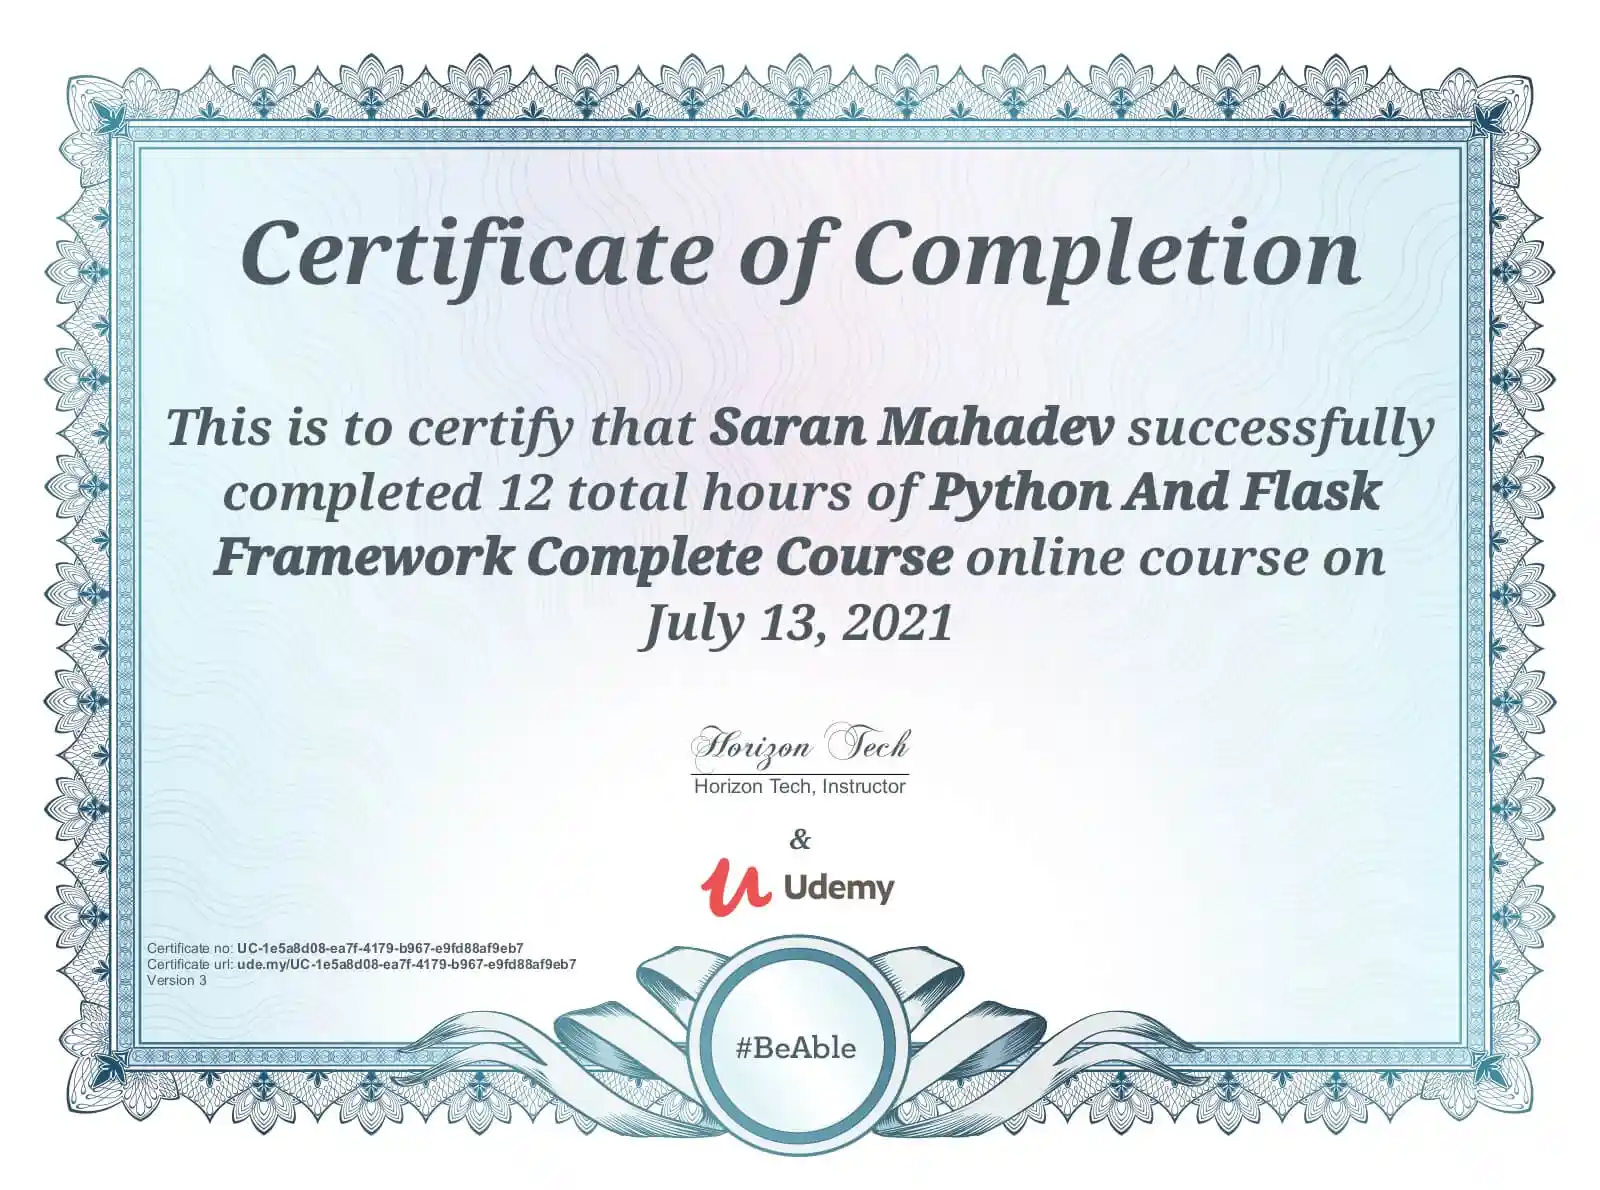 Certificate of Completion
This is to certify that Saran Mahadev successfully
completed 12 total hours of Python And Flask
Framework Complete Course online course on
July 13, 2021
Horizon Tech
Horizon Tech, Instructor
&
Udemy
Certificate no: UC-1e5a8d08-ea7f-4179-b967-e9fd88af9eb7
Certificate url: ude.my/UC-1e5a8d08-ea7f-4179-b967-e9fd88af9eb7
Version 3
#BeAble